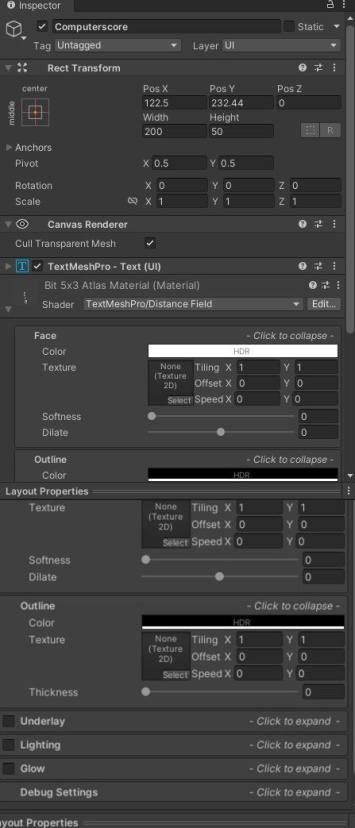 Inspector
Computerscore Static
Tag Untagged Layer UI
Rect Transform
center Pos X Pos Y Pos Z
middle 122.5 232.44 0
Width Height
200 50 R
Anchors
Pivot X 0.5 Y 0.5
Rotation X 0 Y 0 Z 0
Scale X 1 Y 1 Z 1
Canvas Renderer
Cull Transparent Mesh
T TextMeshPro - Text (UI)
Bit 5x3 Atlas Material (Material)
Shader TextMeshPro/Distance Field Edit...
Face - Click to collapse -
Color HDR
Texture None (Texture 2D) Select Tiling X 1 Y 1
Offset X 0 Y 0
Speed X 0 Y 0
Softness 0
Dilate 0
Outline - Click to collapse -
Color HDR
Layout Properties
Texture None (Texture 2D) Select Tiling X 1 Y 1
Offset X 0 Y 0
Speed X 0 Y 0
Softness 0
Dilate 0
Outline - Click to collapse -
Color HDR
Texture None (Texture 2D) Select Tiling X 1 Y 1
Offset X 0 Y 0
Speed X 0 Y 0
Thickness 0
Underlay - Click to expand -
Lighting - Click to expand -
Glow - Click to expand -
Debug Settings - Click to expand -
ayout Properties